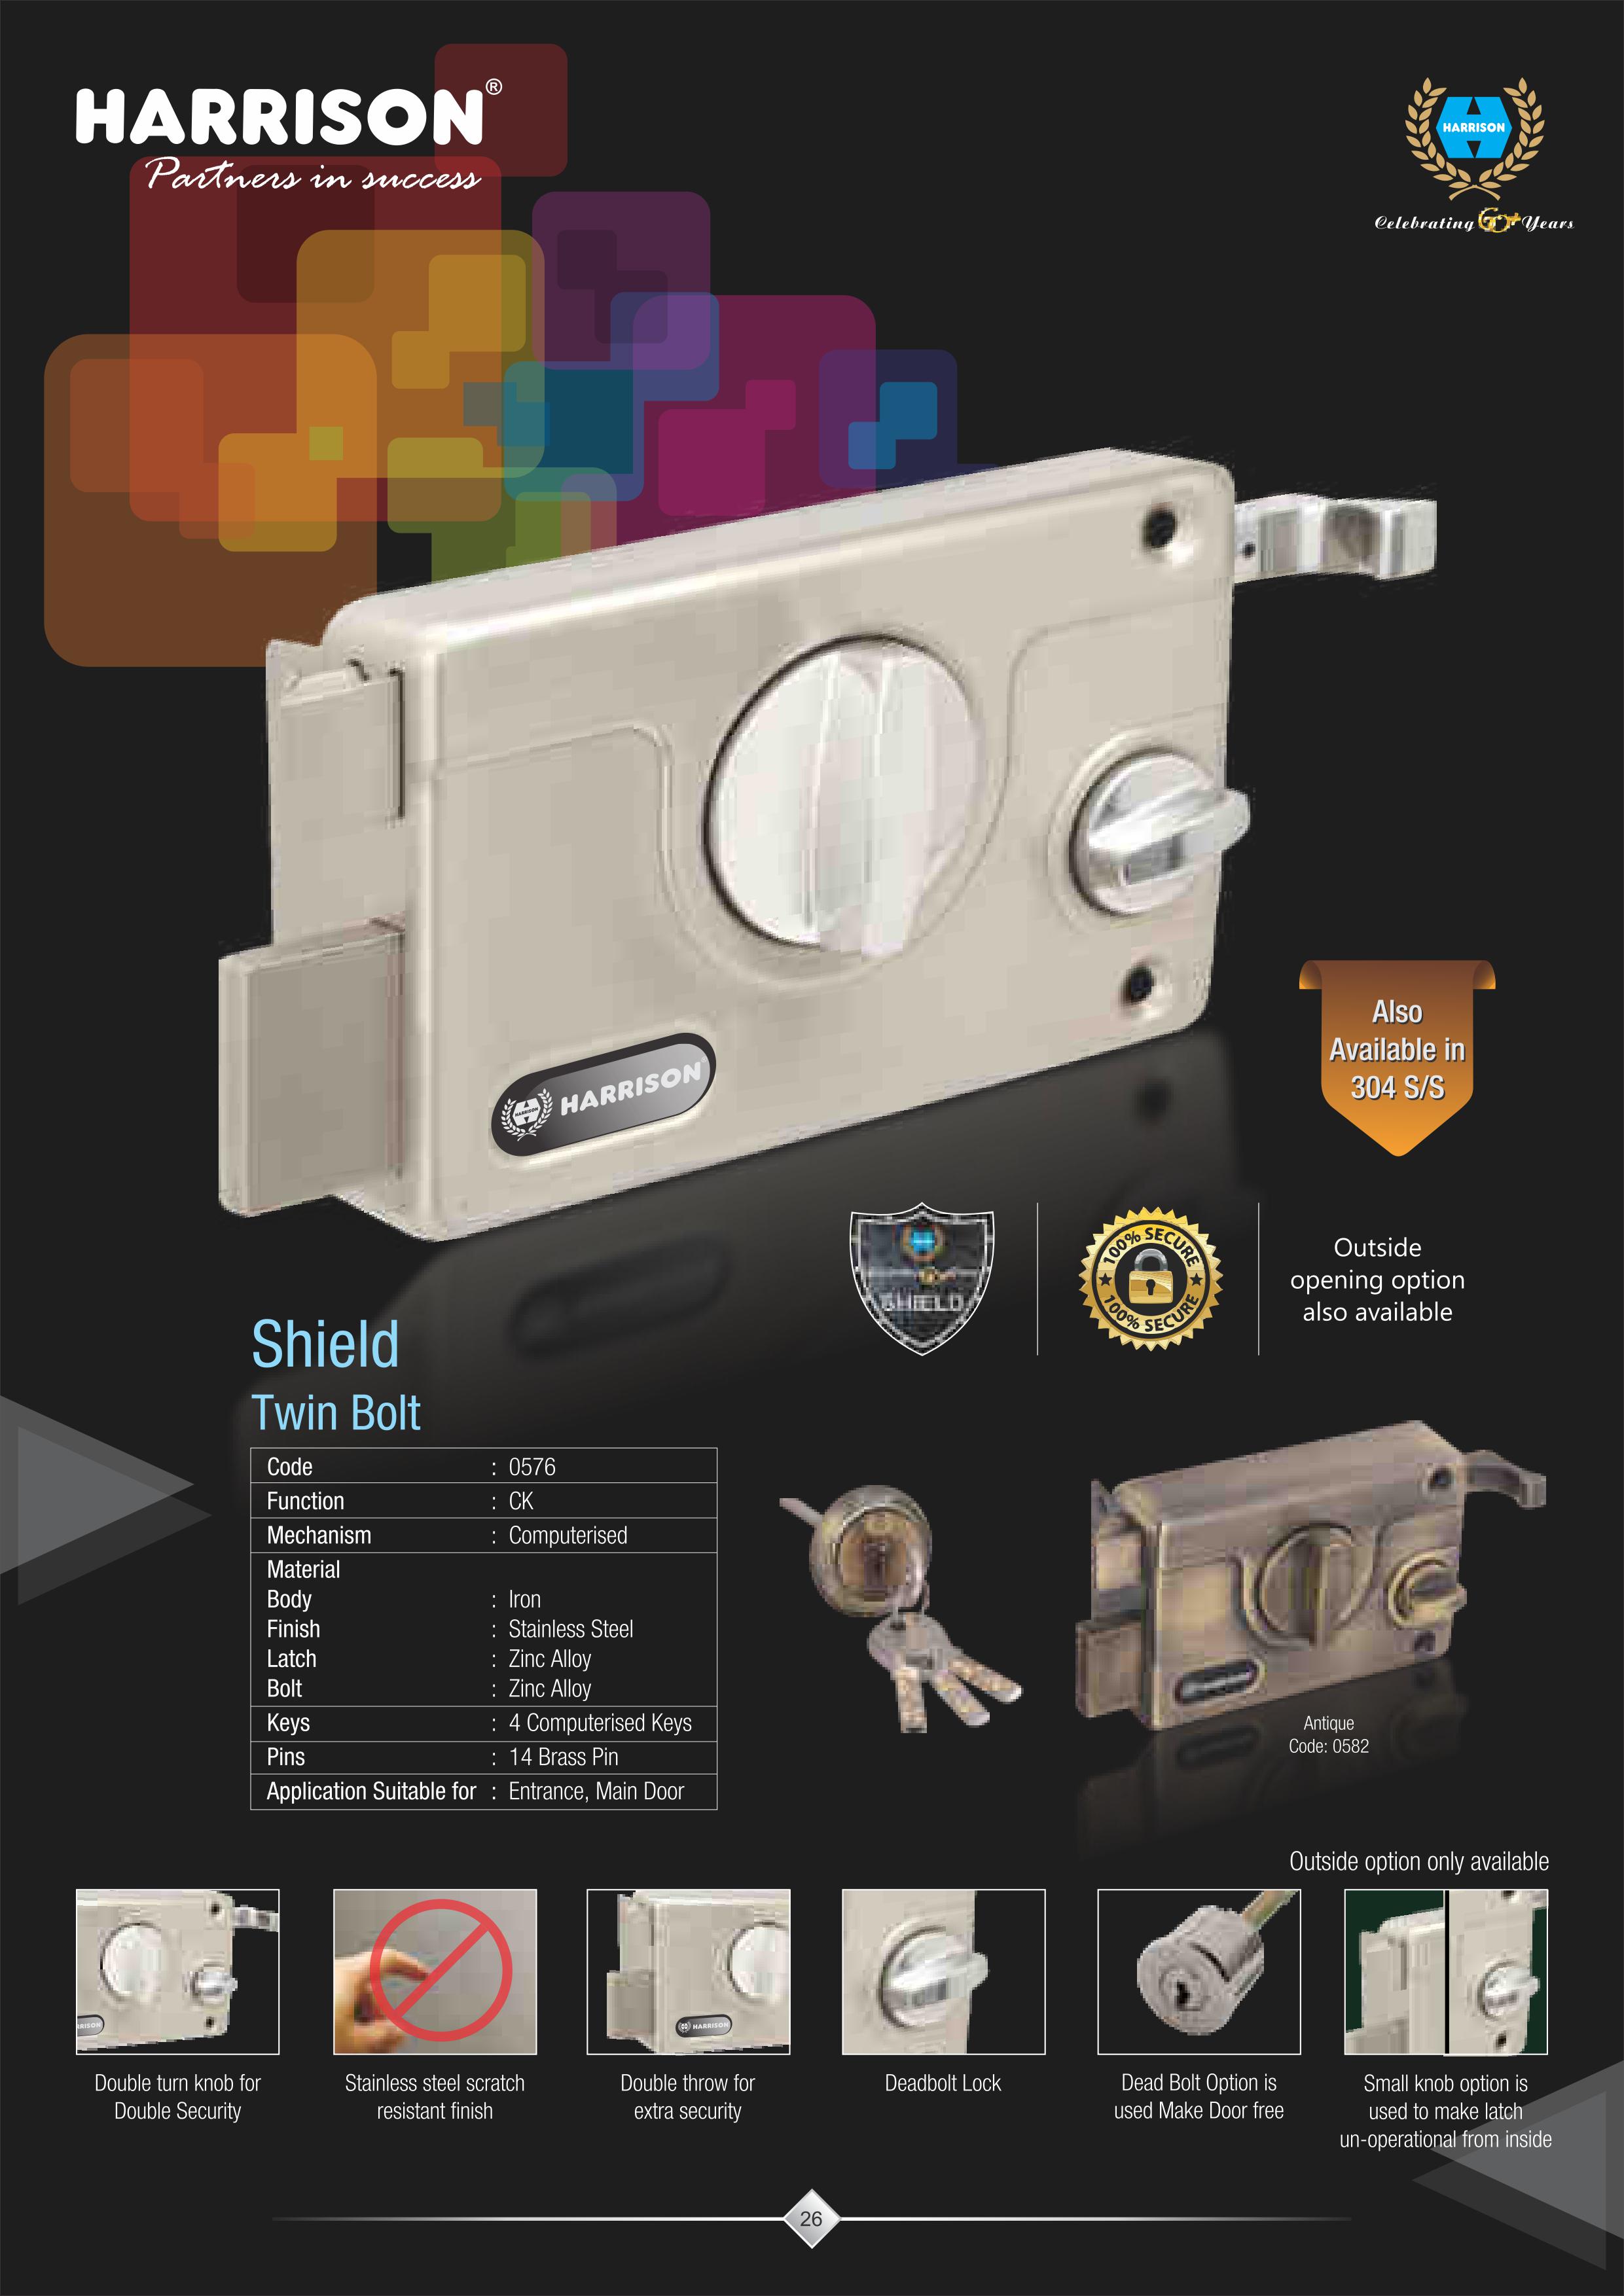 HARRISON®
Partners in success
HARRISON
Celebrating 60+ Years
HARRISON
HARRISON
Also
Available in
304 S/S
SHIELD
100% SECURE
100% SECURE
Outside
opening option
also available
Shield
Twin Bolt
Code : 0576
Function : CK
Mechanism : Computerised
Material
Body : Iron
Finish : Stainless Steel
Latch : Zinc Alloy
Bolt : Zinc Alloy
Keys : 4 Computerised Keys
Pins : 14 Brass Pin
Application Suitable for : Entrance, Main Door
Antique
Code: 0582
Outside option only available
RRISON
HARRISON
Double turn knob for
Double Security
Stainless steel scratch
resistant finish
Double throw for
extra security
Deadbolt Lock
Dead Bolt Option is
used Make Door free
Small knob option is
used to make latch
un-operational from inside
26